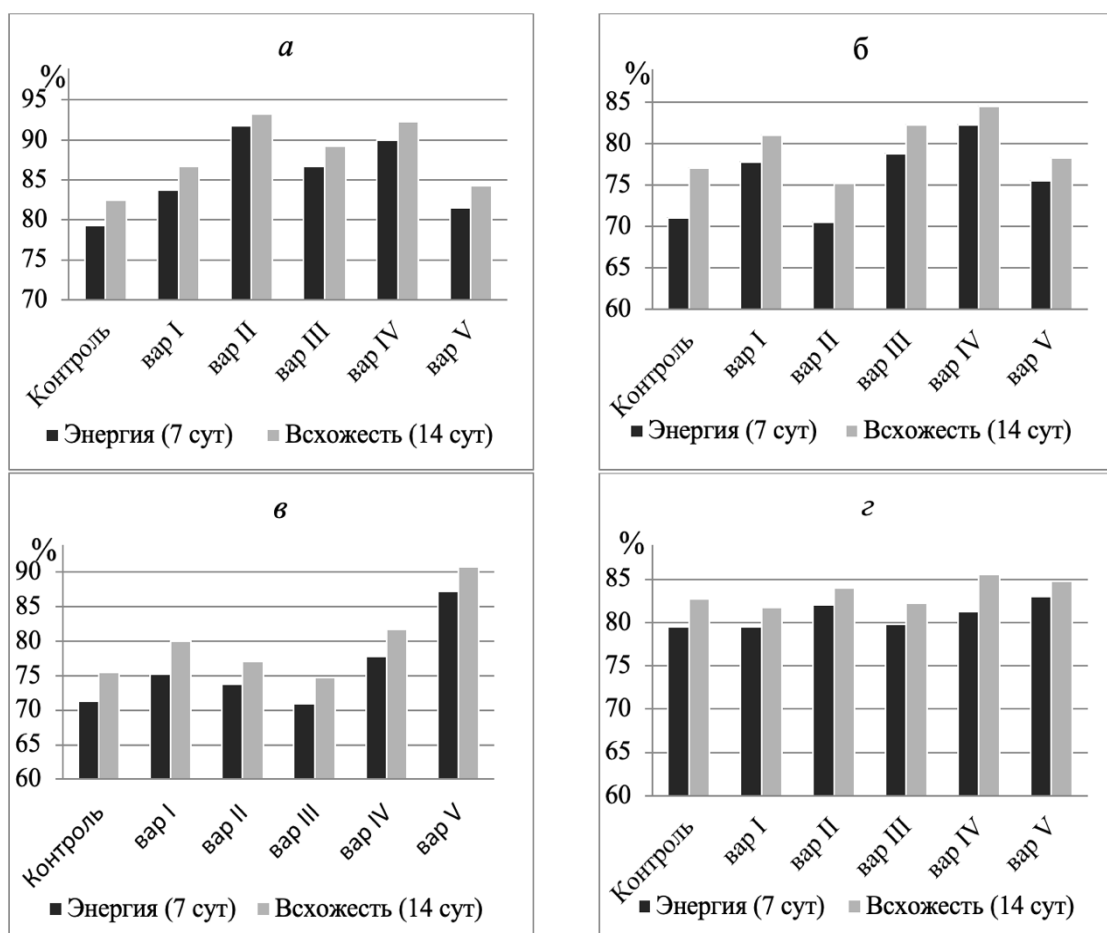 а
%
95
90
85
80
75
70
Контроль
вар I
вар II
вар III
вар IV
вар V
Энергия (7 сут) Всхожесть (14 сут)
б
%
85
80
75
70
65
60
Контроль
вар I
вар II
вар III
вар IV
вар V
Энергия (7 сут) Всхожесть (14 сут)
в
%
90
85
80
75
70
65
60
Контроль
вар I
вар II
вар III
вар IV
вар V
Энергия (7 сут) Всхожесть (14 сут)
г
%
85
80
75
70
65
60
Контроль
вар I
вар II
вар III
вар IV
вар V
Энергия (7 сут) Всхожесть (14 сут)